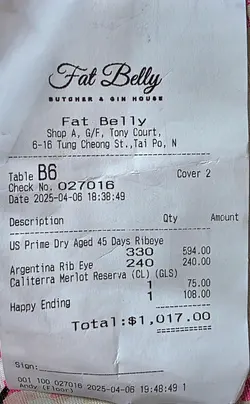 Fat Belly
BUTCHER & GIN HOUSE
Fat Belly
Shop A, G/F, Tony Court,
6-16 Tung Cheong St.,Tai Po, N
Table B6 Cover 2
Check No. 027016
Date 2025-04-06 18:38:49
Description Qty Amount
US Prime Dry Aged 45 Days Riboye
330 594.00
Argentina Rib Eye 240 240.00
Caliterra Merlot Reserva (CL) (GLS)
1 75.00
Happy Ending 1 108.00
Total:$1,017.00
Sign:
001 100 027016 2025-04-06 19:48:49 1
Andy (Floor)